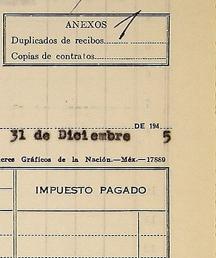 ANEXOS
Duplicados de recibos
Copias de contratos
DE 194
31 de Diciembre 5
Gráficos de la Nación.—Méx.—17889
IMPUESTO PAGADO